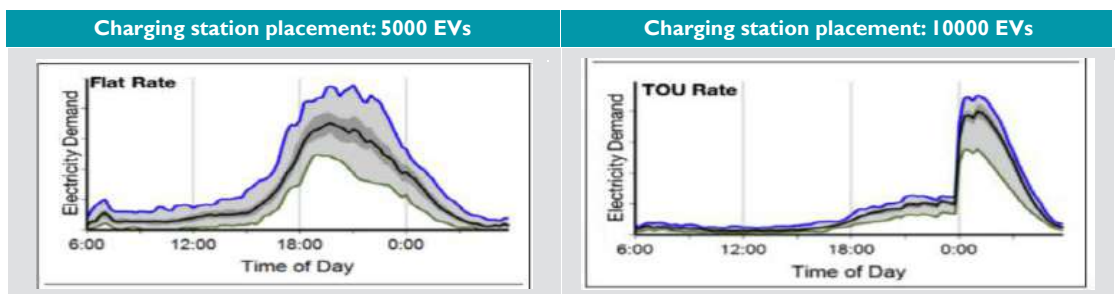 Charging station placement: 5000 EVs
Charging station placement: 10000 EVs
Flat Rate
Electricity Demand
6:00 12:00 18:00 0:00
Time of Day
TOU Rate
Electricity Demand
6:00 12:00 18:00 0:00
Time of Day